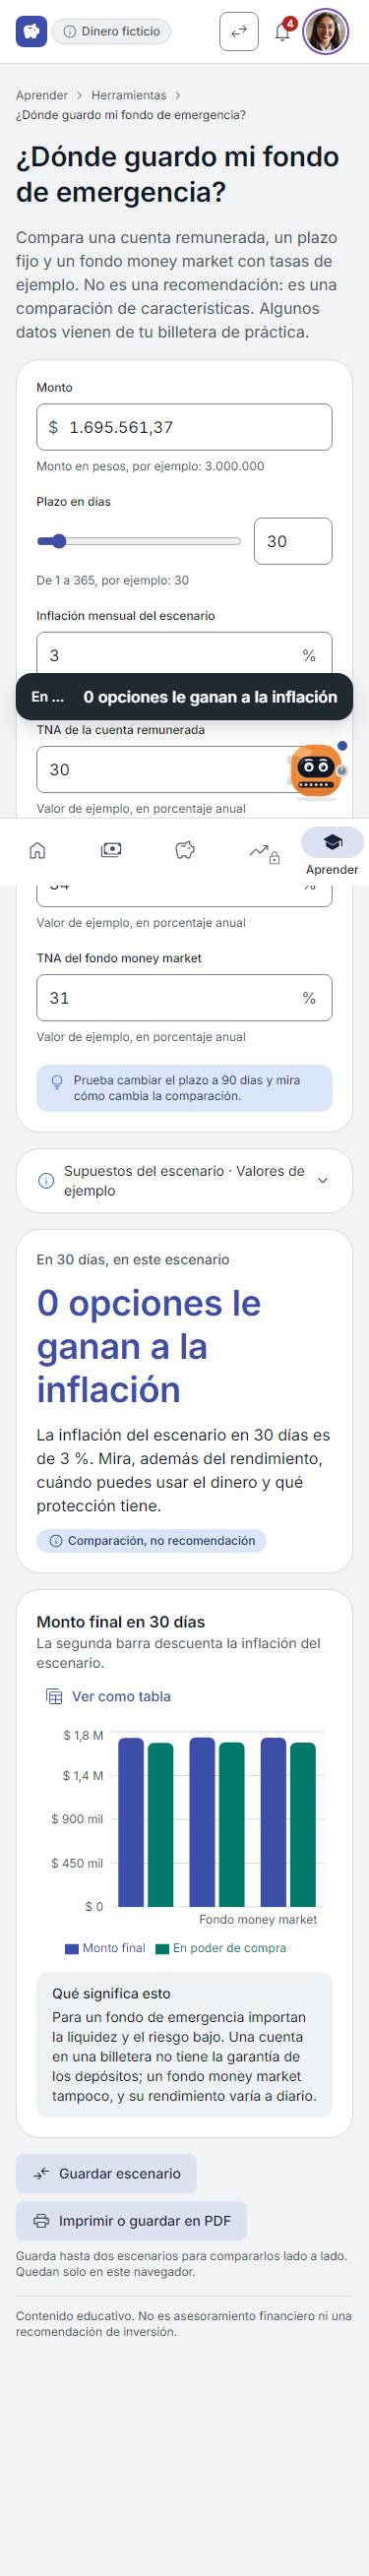 Dinero ficticio
4
Aprender > Herramientas >
¿Dónde guardo mi fondo de emergencia?
¿Dónde guardo mi fondo
de emergencia?
Compara una cuenta remunerada, un plazo
fijo y un fondo money market con tasas de
ejemplo. No es una recomendación: es una
comparación de características. Algunos
datos vienen de tu billetera de práctica.
Monto
$ 1.695.561,37
Monto en pesos, por ejemplo: 3.000.000
Plazo en días
30
De 1 a 365, por ejemplo: 30
Inflación mensual del escenario
3 %
En ... 0 opciones le ganan a la inflación
TNA de la cuenta remunerada
30
Valor de ejemplo, en porcentaje anual
Aprender
Valor de ejemplo, en porcentaje anual
TNA del fondo money market
31 %
Valor de ejemplo, en porcentaje anual
Prueba cambiar el plazo a 90 días y mira
cómo cambia la comparación.
Supuestos del escenario · Valores de
ejemplo
En 30 días, en este escenario
0 opciones le
ganan a la
inflación
La inflación del escenario en 30 días es
de 3 %. Mira, además del rendimiento,
cuándo puedes usar el dinero y qué
protección tiene.
Comparación, no recomendación
Monto final en 30 días
La segunda barra descuenta la inflación del
escenario.
Ver como tabla
$ 1,8 M
$ 1,4 M
$ 900 mil
$ 450 mil
$ 0
Fondo money market
Monto final En poder de compra
Qué significa esto
Para un fondo de emergencia importan
la liquidez y el riesgo bajo. Una cuenta
en una billetera no tiene la garantía de
los depósitos; un fondo money market
tampoco, y su rendimiento varía a diario.
Guardar escenario
Imprimir o guardar en PDF
Guarda hasta dos escenarios para compararlos lado a lado.
Quedan solo en este navegador.
Contenido educativo. No es asesoramiento financiero ni una
recomendación de inversión.